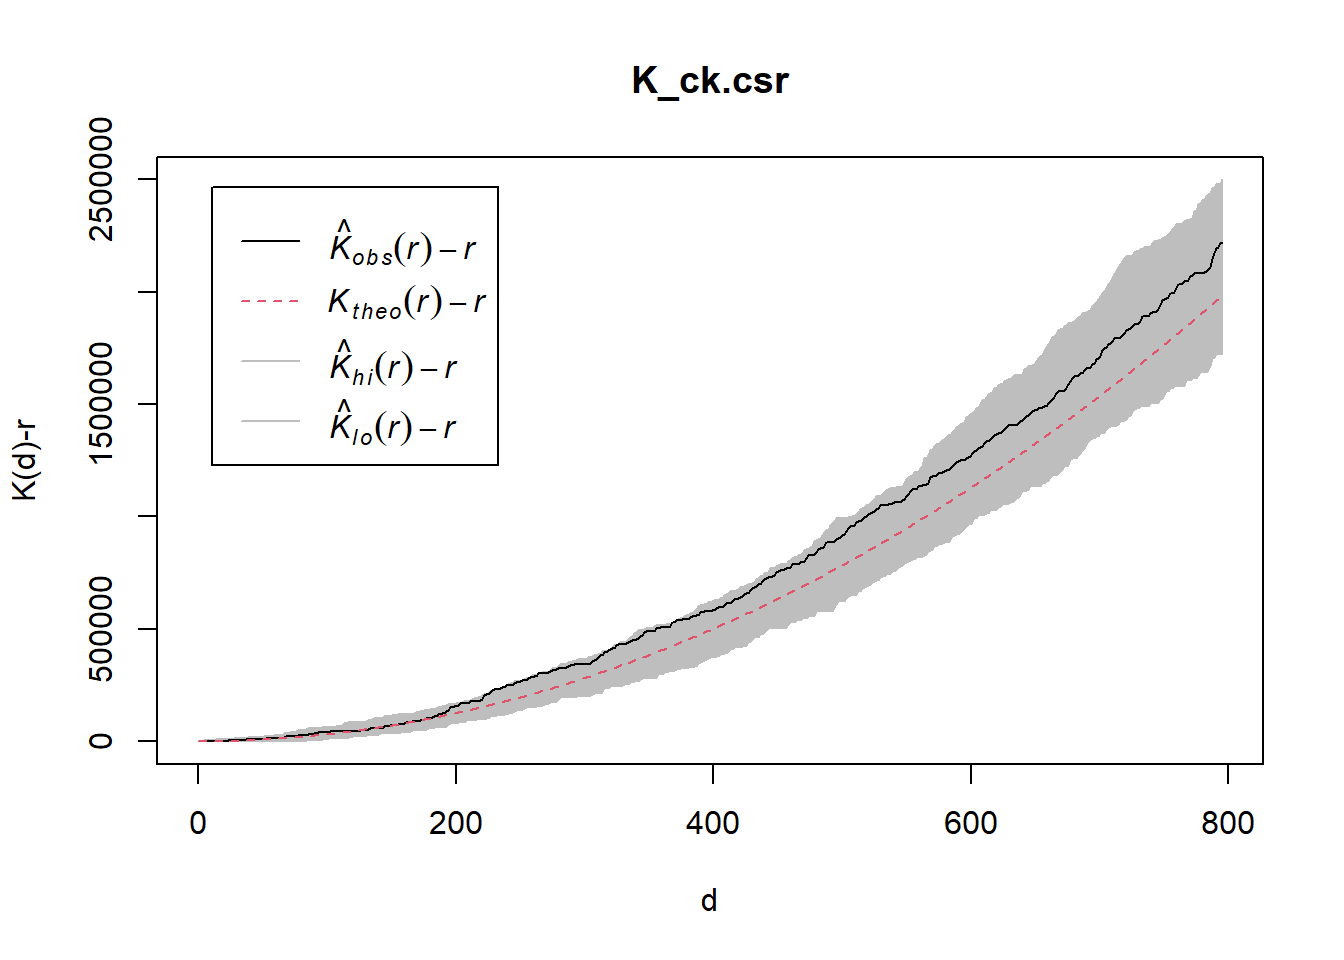 K_ck.csr
K̂obs(r) – r
Ktheo(r) – r
K̂hi(r) – r
K̂lo(r) – r
K(d)-r
0
500000
1500000
2500000
0 200 400 600 800
d